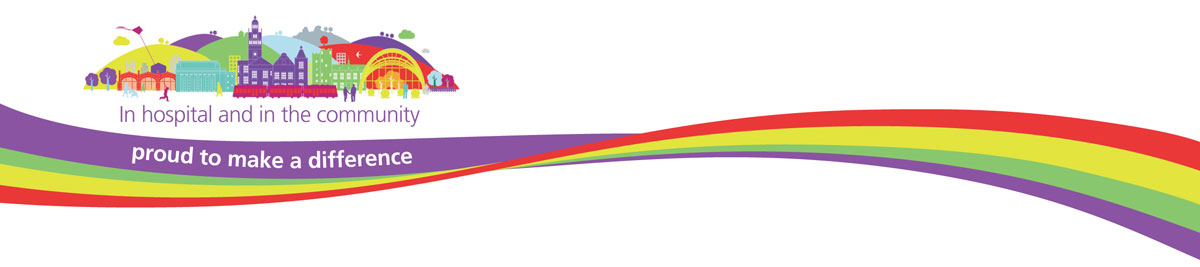 In hospital and in the community
proud to make a difference